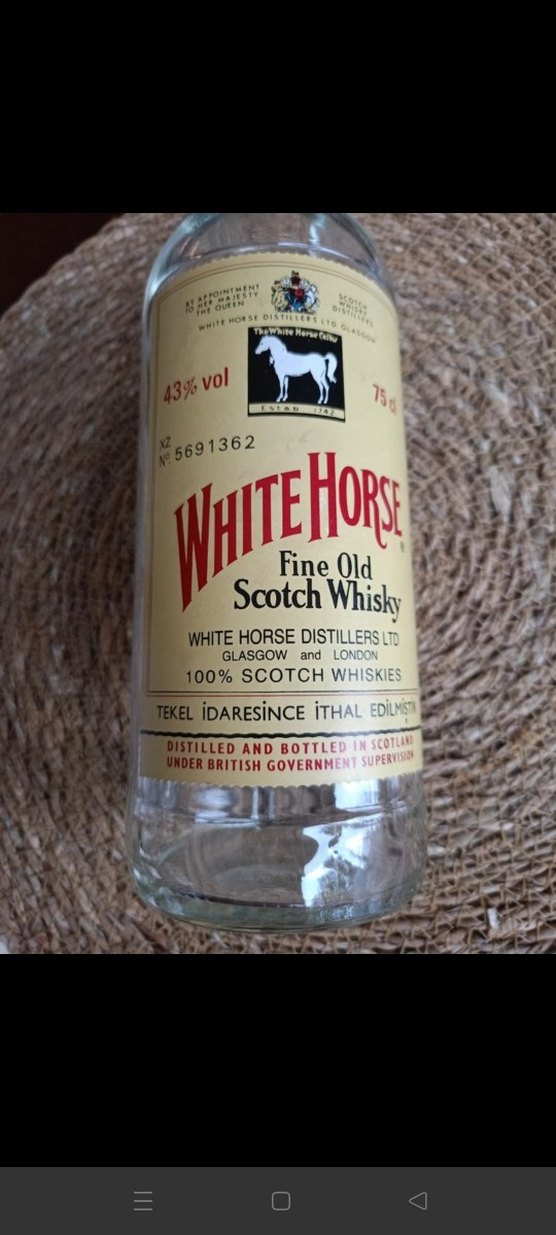 BY APPOINTMENT
TO HER MAJESTY
THE QUEEN
SCOTCH
WHISKY
DISTILLERS
WHITE HORSE DISTILLERS LTD GLASGOW
The White Horse Cellar
ESTAB 1742
43% vol
75 cl
XZ
Nº 5691362
WHITE HORSE
®
Fine Old
Scotch Whisky
WHITE HORSE DISTILLERS LTD
GLASGOW and LONDON
100% SCOTCH WHISKIES
TEKEL İDARESİNCE İTHAL EDİLMİŞTİR
DISTILLED AND BOTTLED IN SCOTLAND
UNDER BRITISH GOVERNMENT SUPERVISION